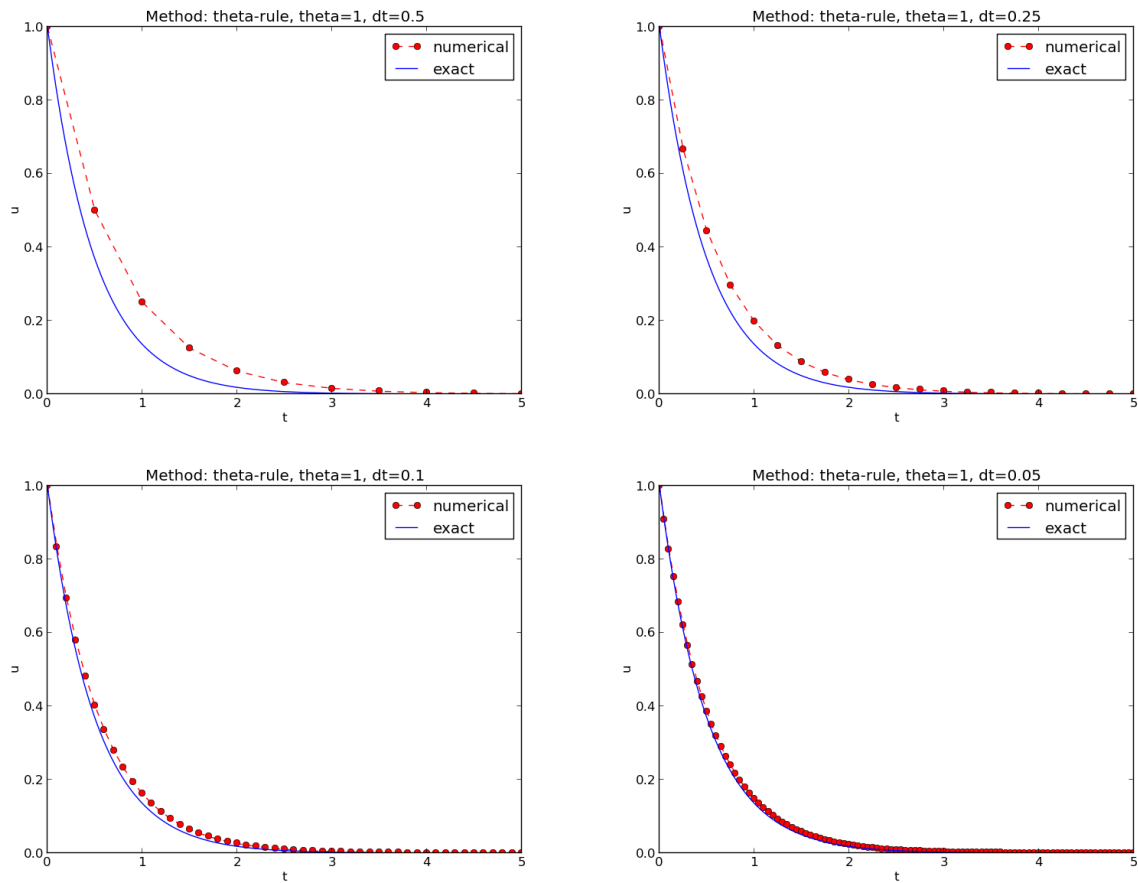 Method: theta-rule, theta=1, dt=0.5
1.0
0.8
0.6
0.4
0.2
0.0
u
numerical
exact
0 1 2 3 4 5
t
Method: theta-rule, theta=1, dt=0.25
1.0
0.8
0.6
0.4
0.2
0.0
u
numerical
exact
0 1 2 3 4 5
t
Method: theta-rule, theta=1, dt=0.1
1.0
0.8
0.6
0.4
0.2
0.0
u
numerical
exact
0 1 2 3 4 5
t
Method: theta-rule, theta=1, dt=0.05
1.0
0.8
0.6
0.4
0.2
0.0
u
numerical
exact
0 1 2 3 4 5
t